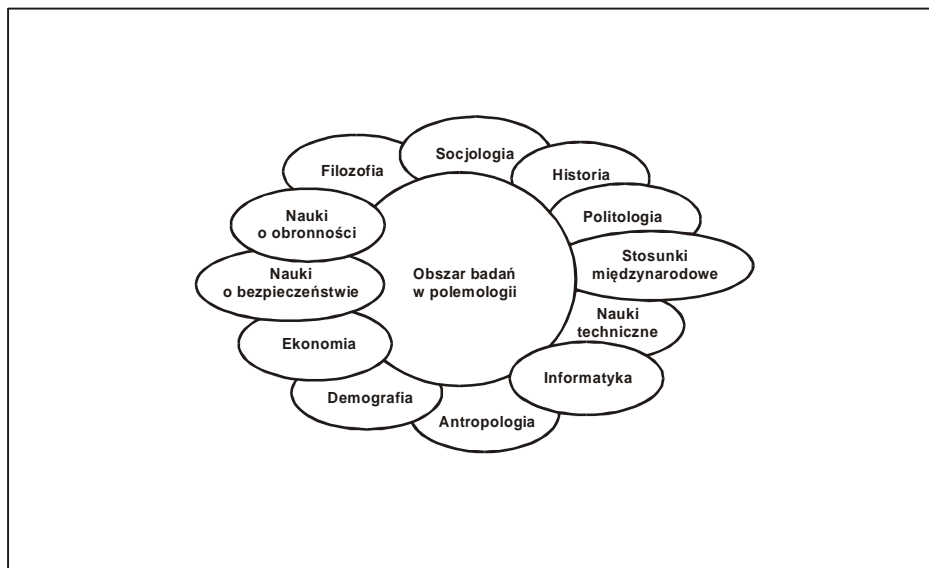 Socjologia
Filozofia
Historia
Nauki
o obronności
Politologia
Stosunki
międzynarodowe
Nauki
o bezpieczeństwie
Obszar badań
w polemologii
Nauki
techniczne
Ekonomia
Informatyka
Demografia
Antropologia